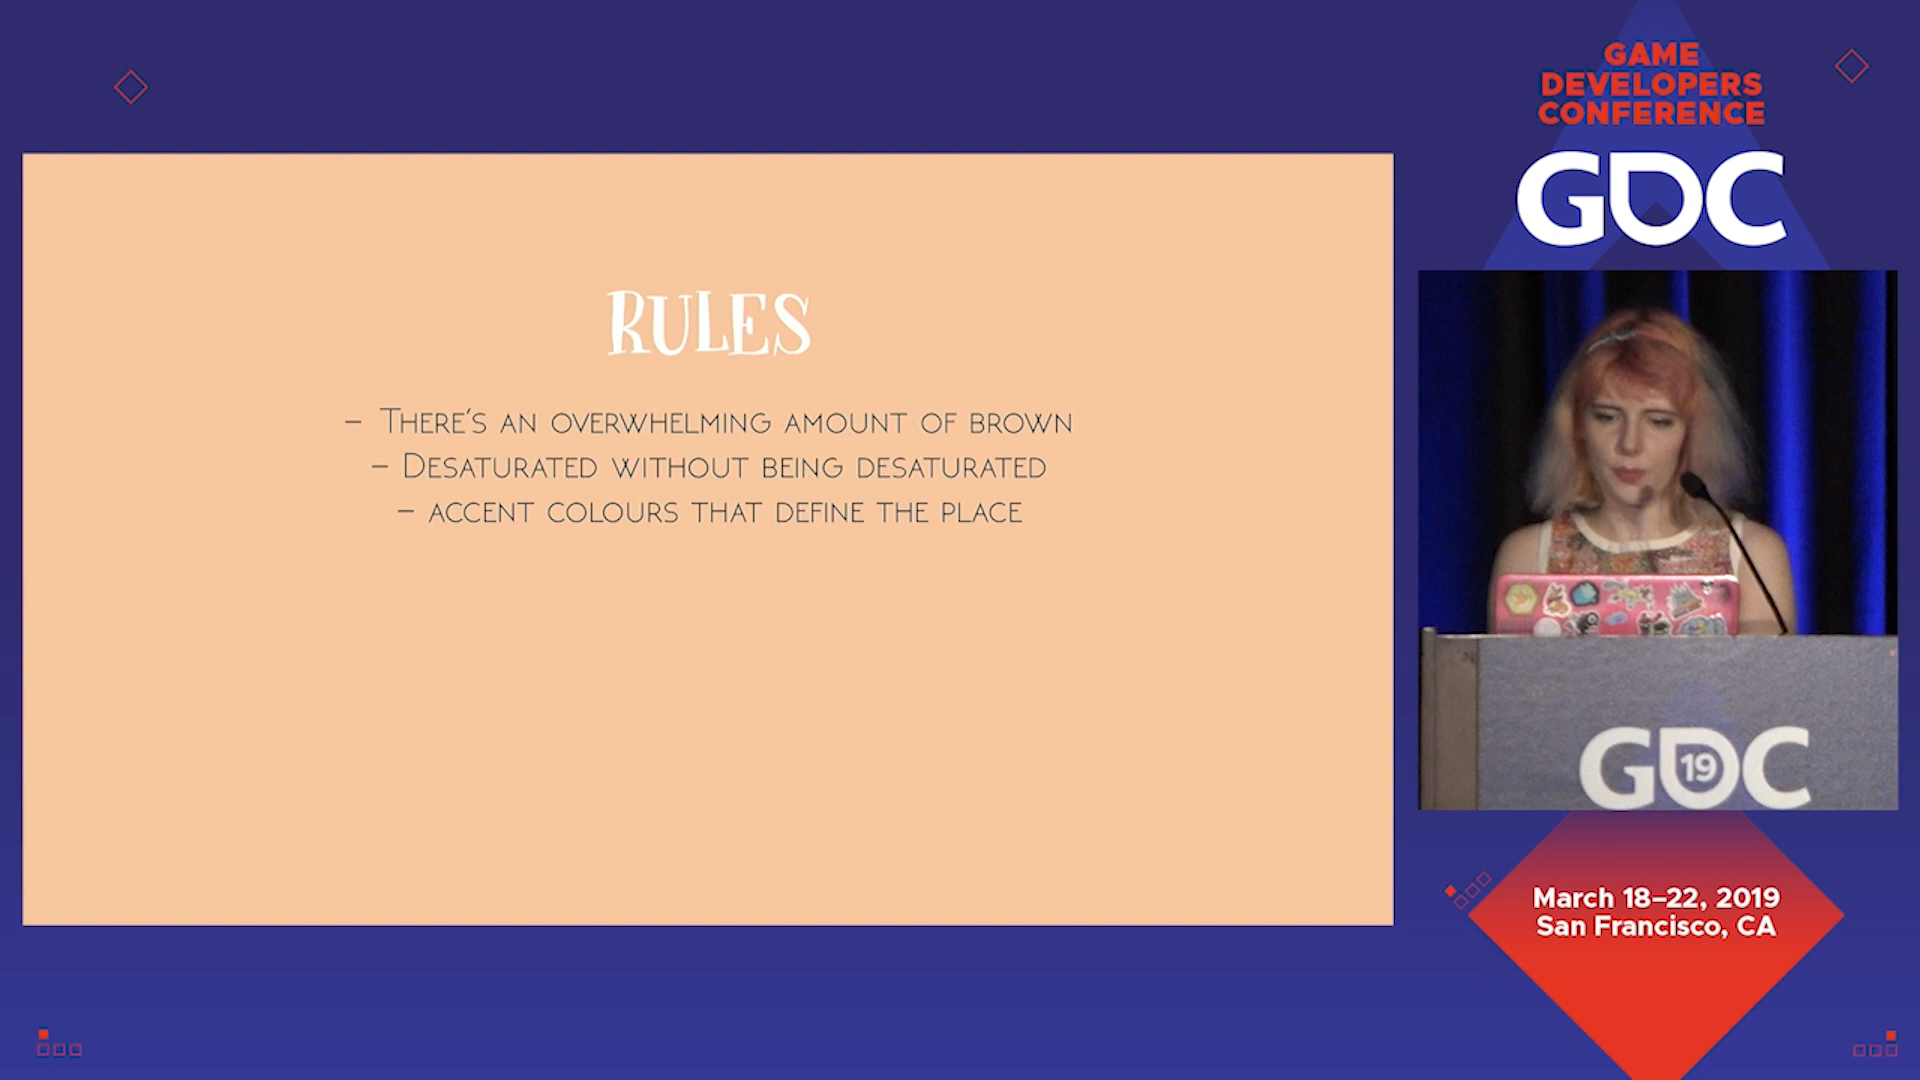 RULES
– There's an overwhelming amount of brown
– Desaturated without being desaturated
– accent colours that define the place
GAME
DEVELOPERS
CONFERENCE
GDC
GDC
19
March 18–22, 2019
San Francisco, CA